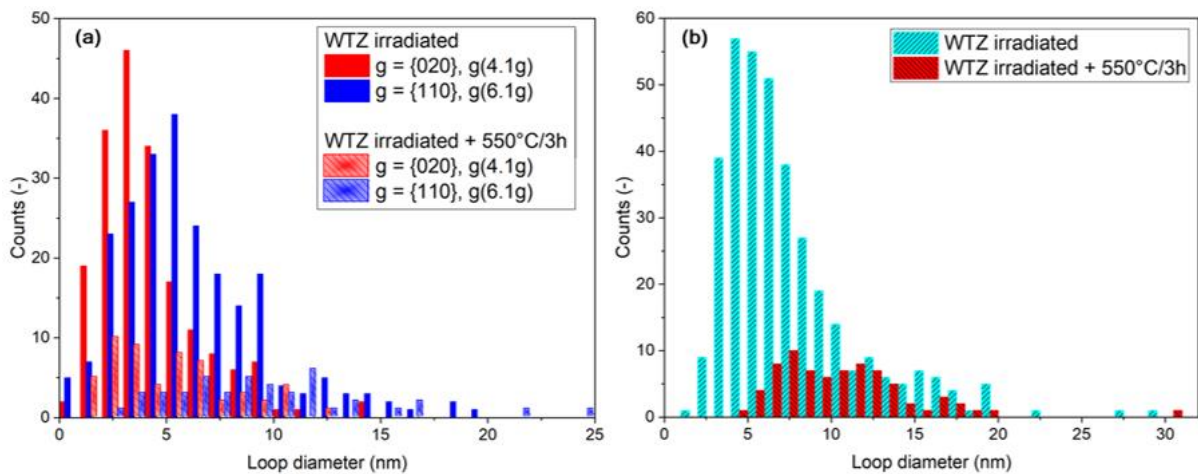 (a)
WTZ irradiated
g = {020}, g(4.1g)
g = {110}, g(6.1g)
WTZ irradiated + 550°C/3h
g = {020}, g(4.1g)
g = {110}, g(6.1g)
50
40
30
20
10
0
Counts (-)
0 5 10 15 20 25
Loop diameter (nm)
(b)
WTZ irradiated
WTZ irradiated + 550°C/3h
60
50
40
30
20
10
0
Counts (-)
0 5 10 15 20 25 30
Loop diameter (nm)